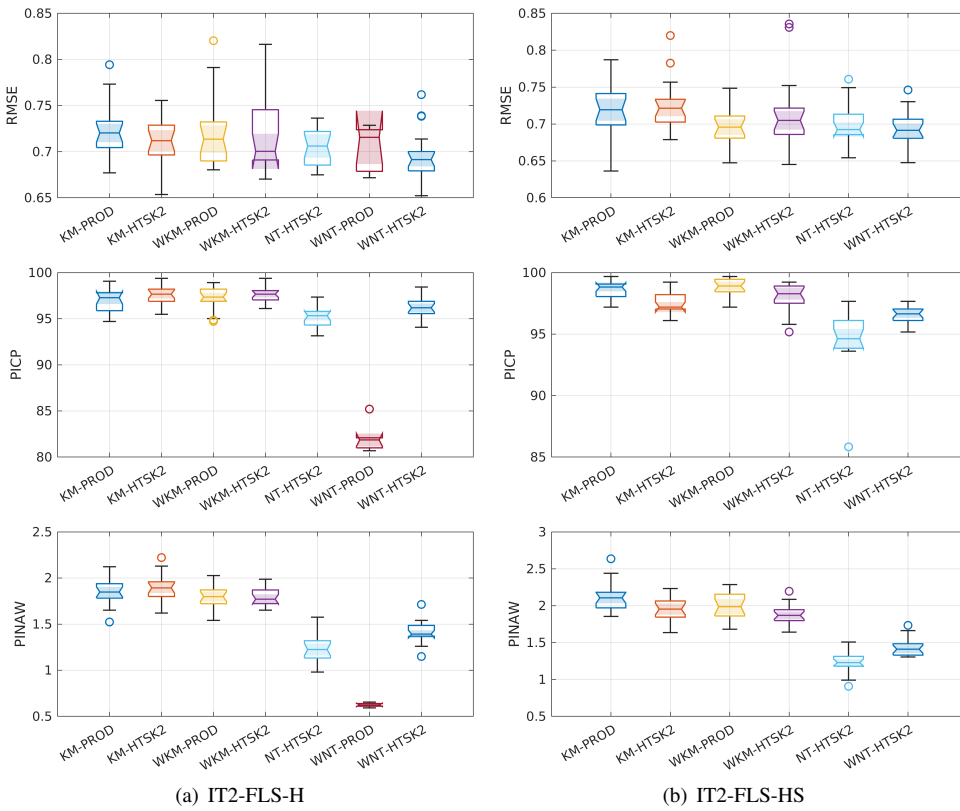 RMSE
0.85
0.8
0.75
0.7
0.65
KM-PROD
KM-HTSK2
WKM-PROD
WKM-HTSK2
NT-HTSK2
WNT-PROD
WNT-HTSK2
PICP
100
95
90
85
80
KM-PROD
KM-HTSK2
WKM-PROD
WKM-HTSK2
NT-HTSK2
WNT-PROD
WNT-HTSK2
PINAW
2.5
2
1.5
1
0.5
KM-PROD
KM-HTSK2
WKM-PROD
WKM-HTSK2
NT-HTSK2
WNT-PROD
WNT-HTSK2
(a) IT2-FLS-H
RMSE
0.85
0.8
0.75
0.7
0.65
0.6
KM-PROD
KM-HTSK2
WKM-PROD
WKM-HTSK2
NT-HTSK2
WNT-HTSK2
PICP
100
95
90
85
KM-PROD
KM-HTSK2
WKM-PROD
WKM-HTSK2
NT-HTSK2
WNT-HTSK2
PINAW
3
2.5
2
1.5
1
0.5
KM-PROD
KM-HTSK2
WKM-PROD
WKM-HTSK2
NT-HTSK2
WNT-HTSK2
(b) IT2-FLS-HS